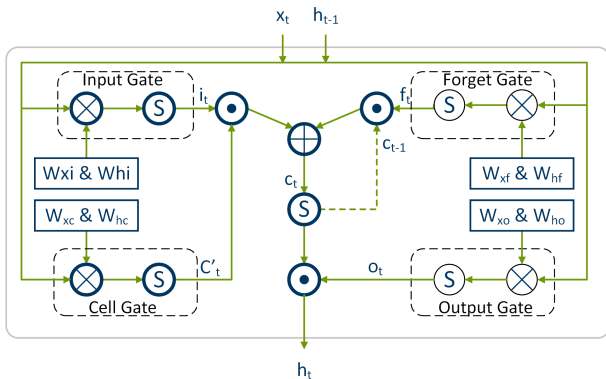 xt ht-1
Input Gate
Forget Gate
S
it
ft
S
Wxi & Whi
Wxf & Whf
ct-1
ct
Wxc & Whc
Wxo & Who
S
S
C't
ot
S
Cell Gate
Output Gate
ht